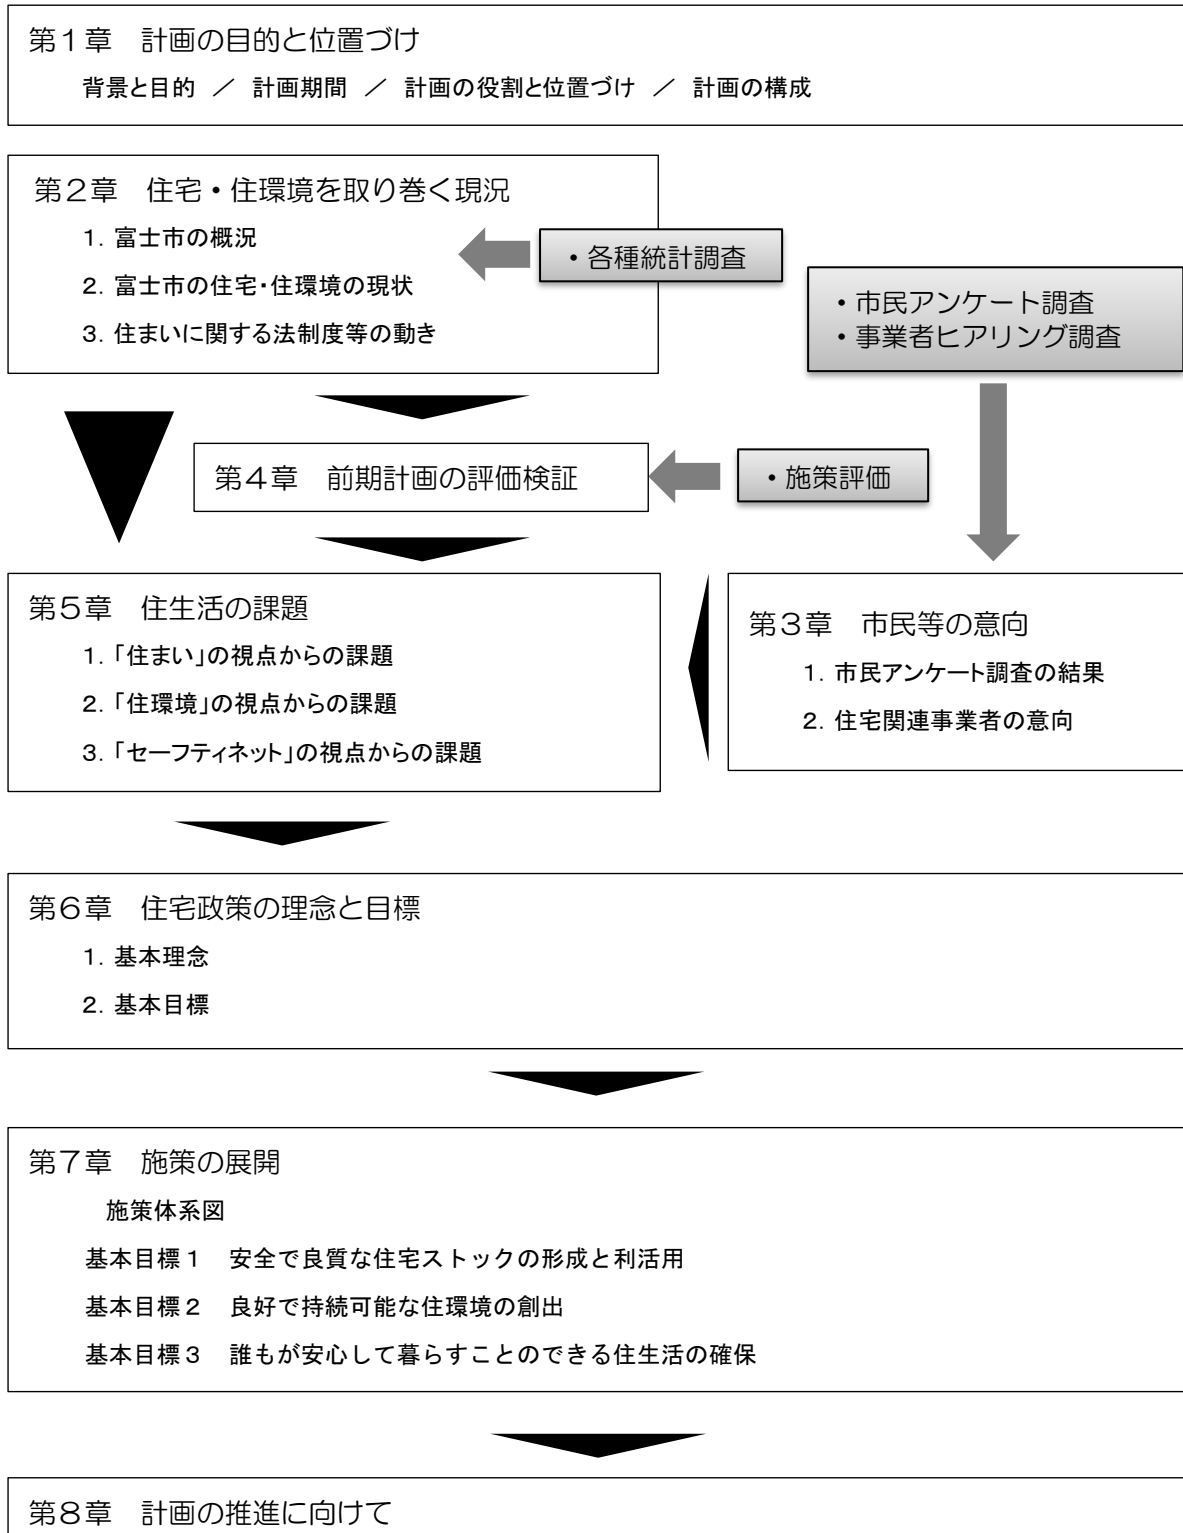 第1章　計画の目的と位置づけ
背景と目的　／　計画期間　／　計画の役割と位置づけ　／　計画の構成
第2章　住宅・住環境を取り巻く現況
1．富士市の概況
2．富士市の住宅・住環境の現状
3．住まいに関する法制度等の動き
・各種統計調査
・市民アンケート調査
・事業者ヒアリング調査
第4章　前期計画の評価検証
・施策評価
第5章　住生活の課題
1．「住まい」の視点からの課題
2．「住環境」の視点からの課題
3．「セーフティネット」の視点からの課題
第3章　市民等の意向
1．市民アンケート調査の結果
2．住宅関連事業者の意向
第6章　住宅政策の理念と目標
1．基本理念
2．基本目標
第7章　施策の展開
施策体系図
基本目標1　安全で良質な住宅ストックの形成と利活用
基本目標2　良好で持続可能な住環境の創出
基本目標3　誰もが安心して暮らすことのできる住生活の確保
第8章　計画の推進に向けて